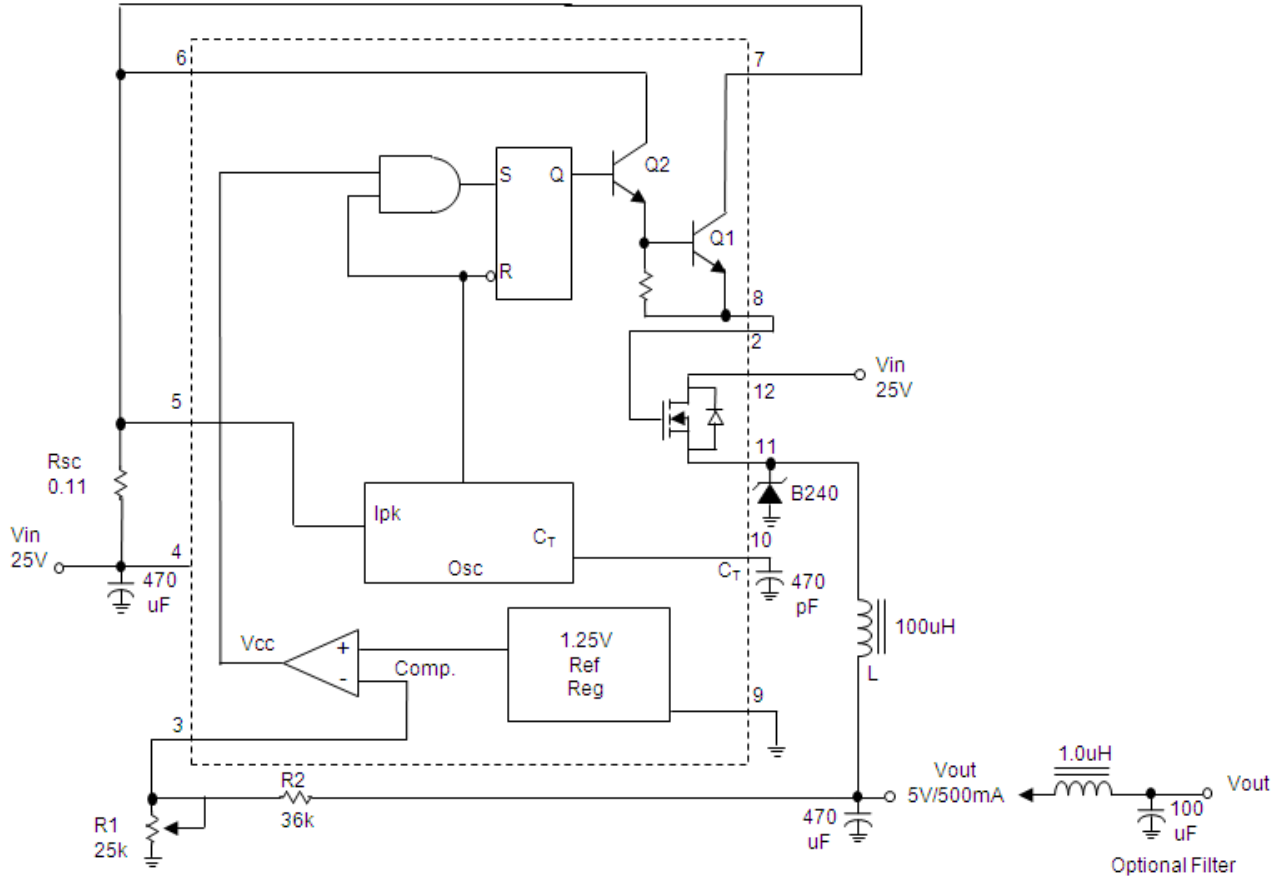 6
7
S
Q
Q2
Q1
R
8
2
Vin
25V
12
5
11
Rsc
0.11
B240
Ipk
CT
10
Vin
25V
4
Osc
CT
470
uF
470
pF
Vcc
+
-
Comp.
1.25V
Ref
Reg
100uH
L
3
9
R2
36k
Vout
5V/500mA
1.0uH
Vout
R1
25k
470
uF
100
uF
Optional Filter